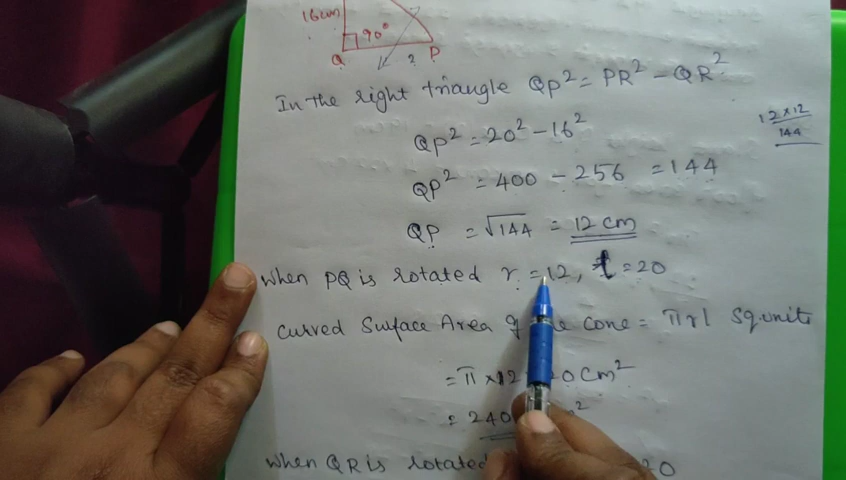 16cm
90°
Q ? P
In the right triangle QP² = PR² - QR²
12×12
144
QP² = 20² - 16²
QP² = 400 - 256 = 144
QP = √144 = 12 cm
When PQ is rotated r = 12, l = 20
Curved Surface Area cone = πrl sq.units
= π × 12 20 cm²
When QR is rotated 20